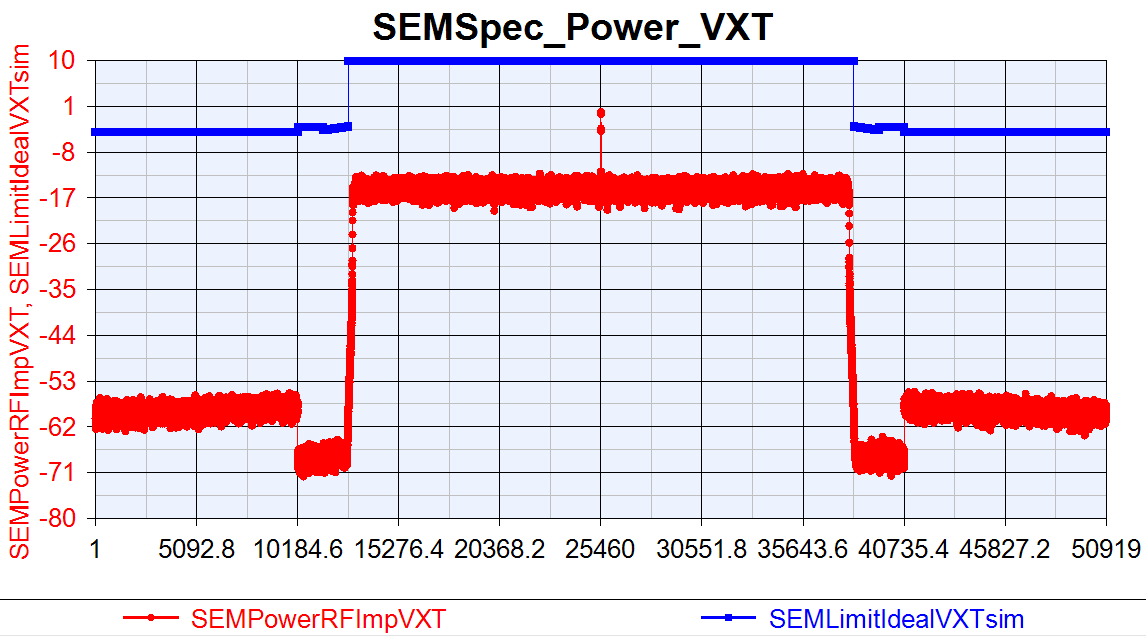 SEMSpec_Power_VXT
SEMPowerRFImpVXT, SEMLimitIdealVXTsim
10
1
-8
-17
-26
-35
-44
-53
-62
-71
-80
1 5092.8 10184.6 15276.4 20368.2 25460 30551.8 35643.6 40735.4 45827.2 50919
SEMPowerRFImpVXT SEMLimitIdealVXTsim